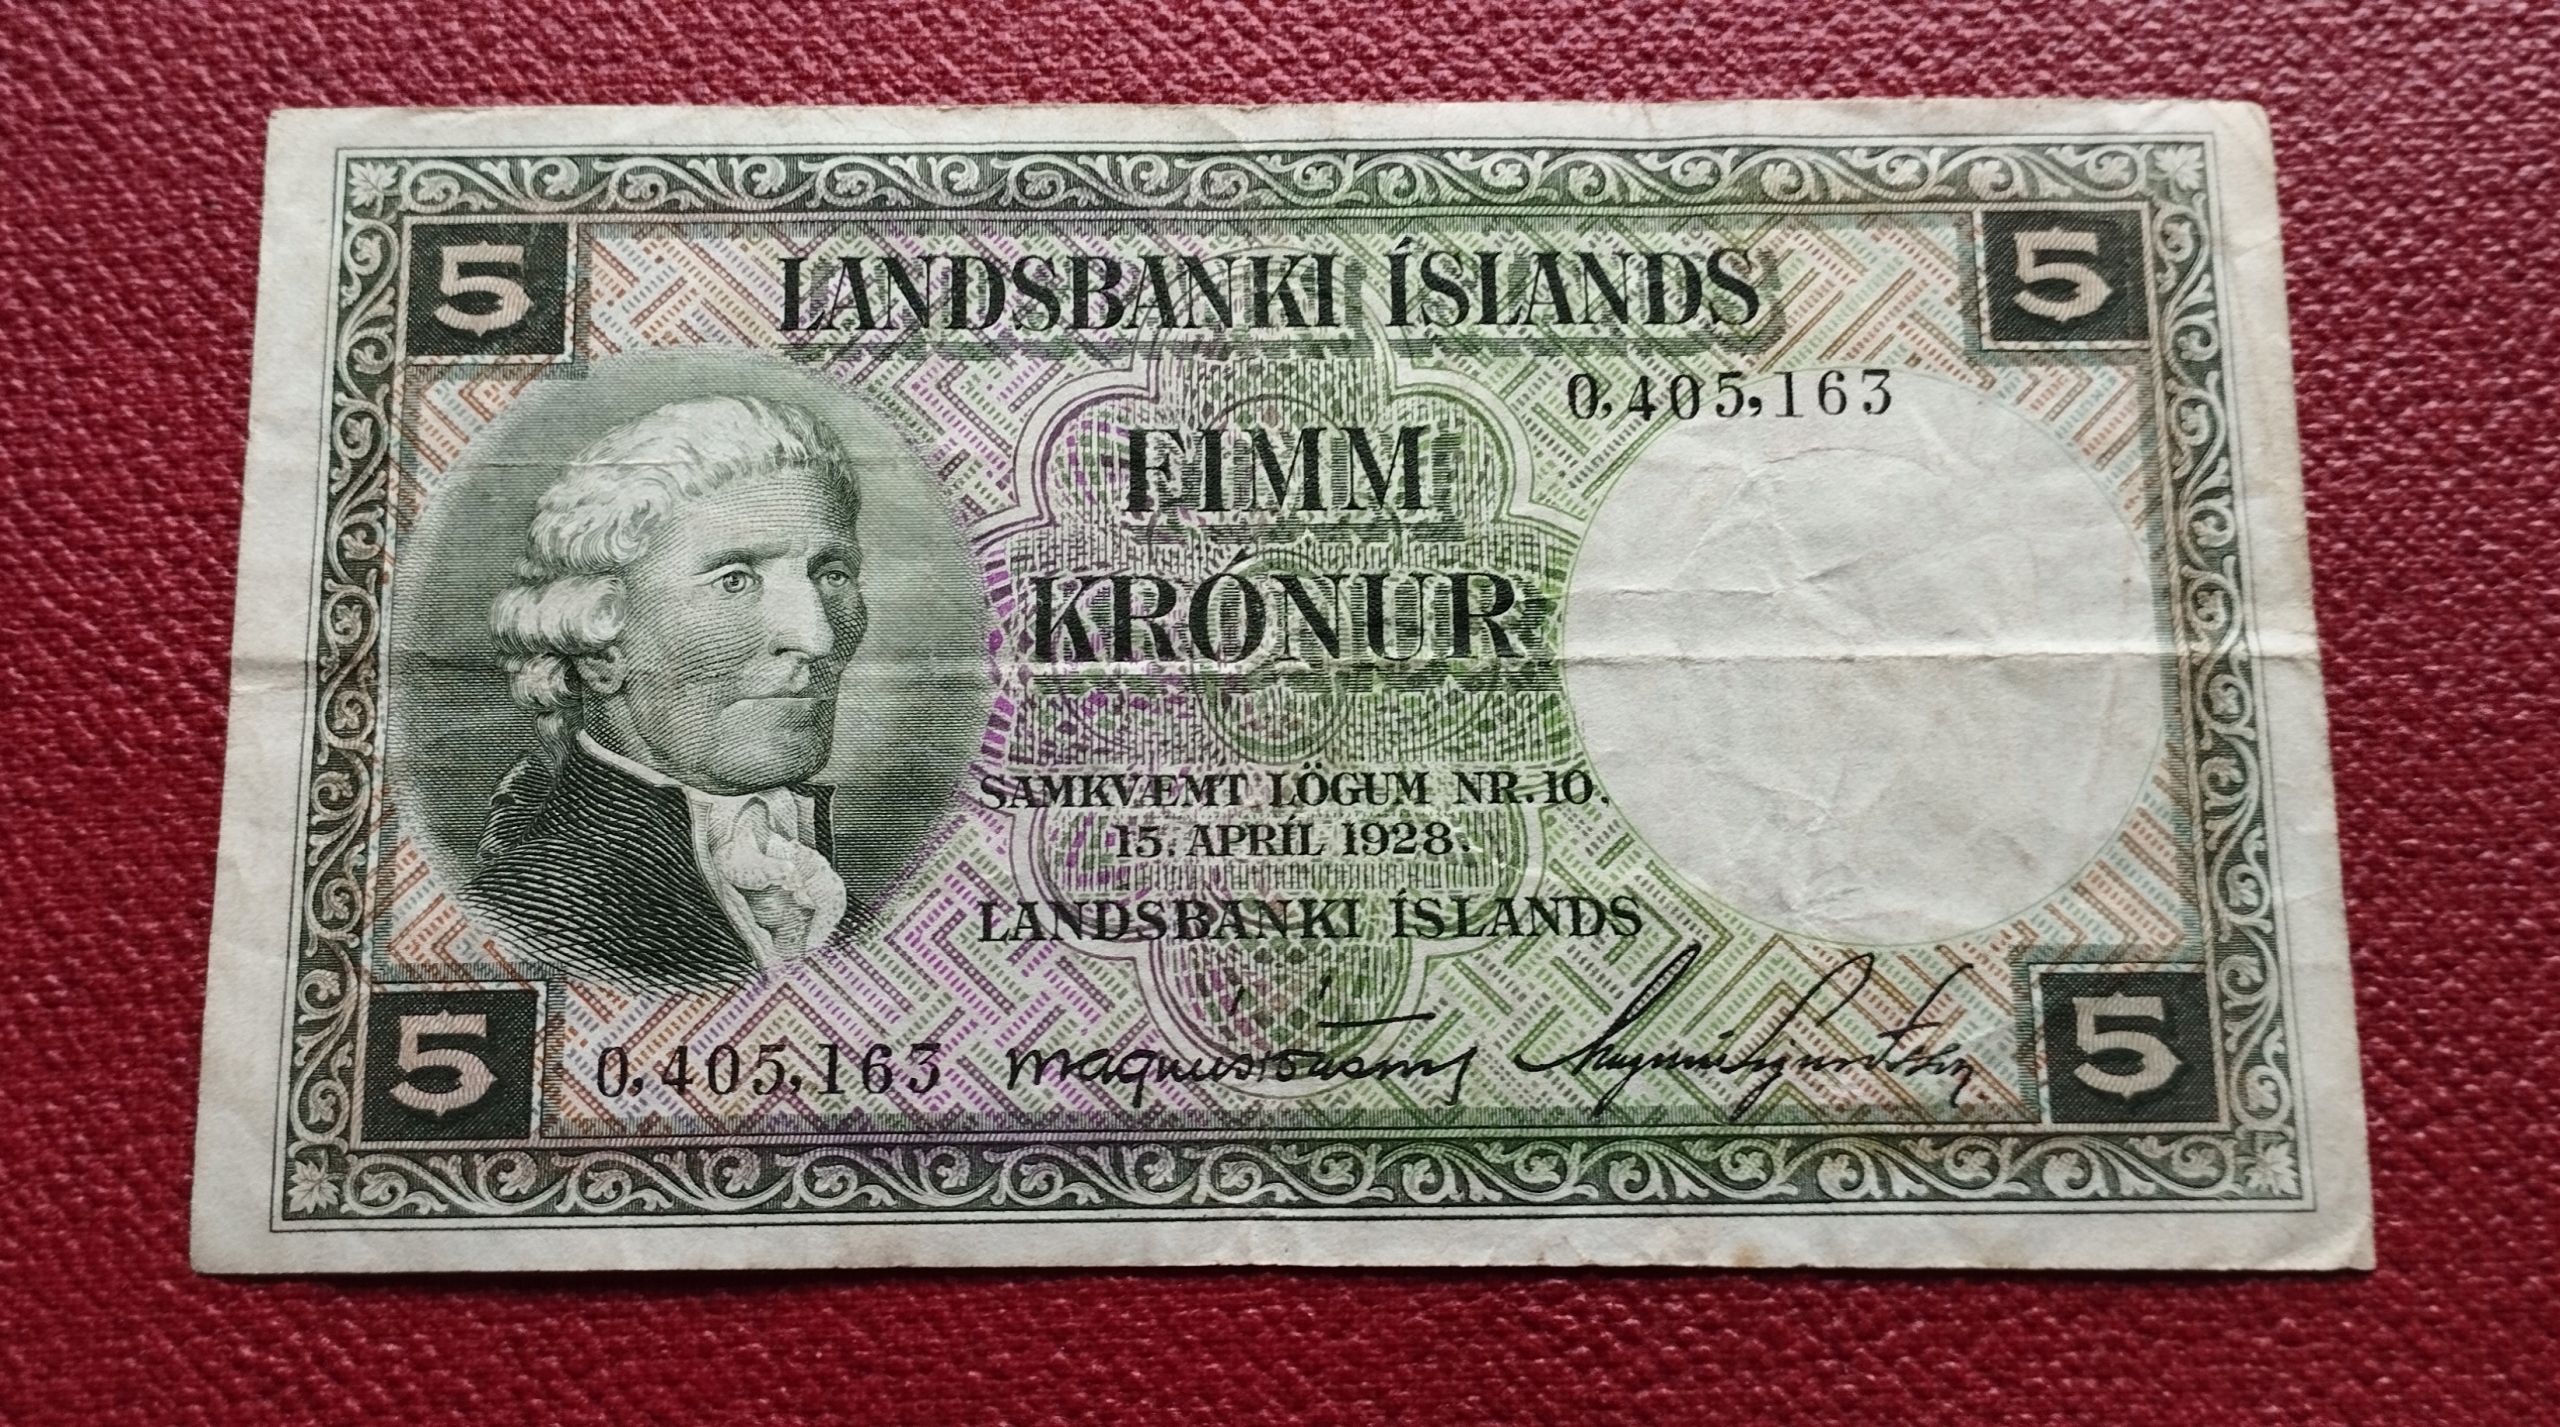 5 5
LANDSBANKI ÍSLANDS
0,405,163
FIMM
KRÓNUR
SAMKVÆMT LÖGUM NR. 10.
15. APRÍL 1928.
LANDSBANKI ÍSLANDS
5 0,405,163 5